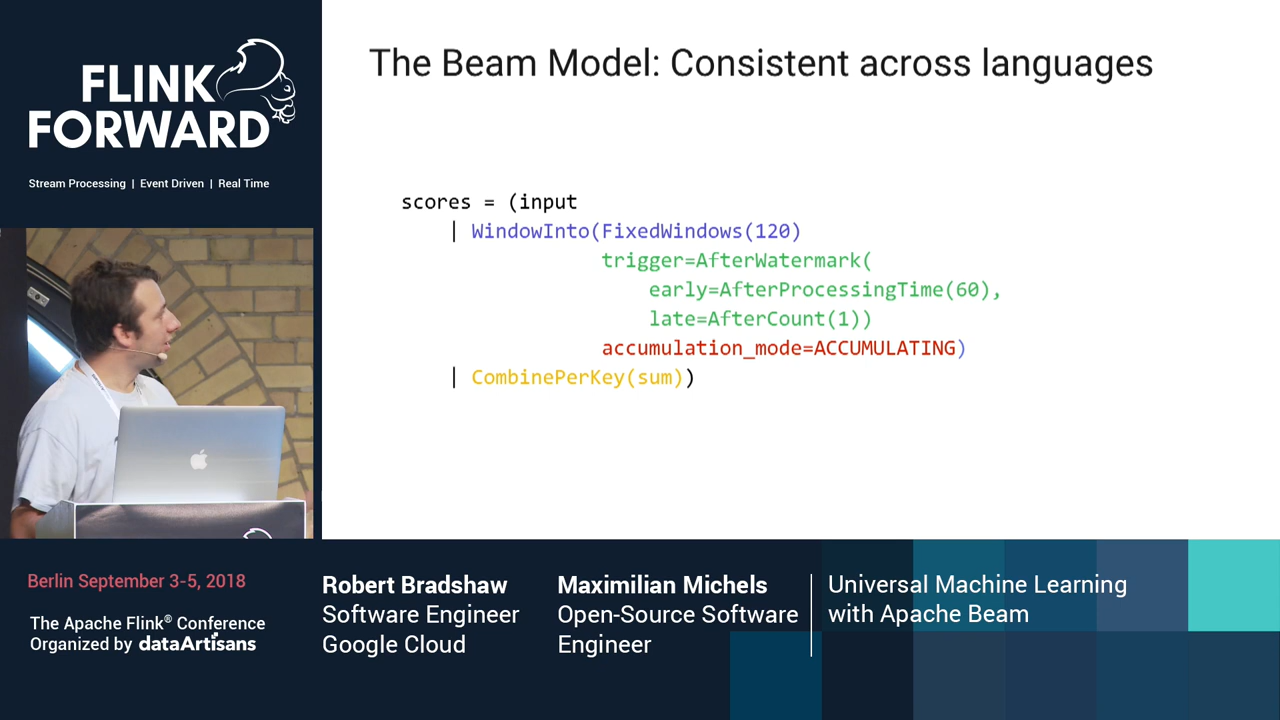 FLINK
FORWARD
Stream Processing | Event Driven | Real Time
The Beam Model: Consistent across languages
scores = (input
| WindowInto(FixedWindows(120)
trigger=AfterWatermark(
early=AfterProcessingTime(60),
late=AfterCount(1))
accumulation_mode=ACCUMULATING)
| CombinePerKey(sum))
Berlin September 3-5, 2018
The Apache Flink® Conference
Organized by dataArtisans
Robert Bradshaw
Software Engineer
Google Cloud
Maximilian Michels
Open-Source Software
Engineer
Universal Machine Learning
with Apache Beam